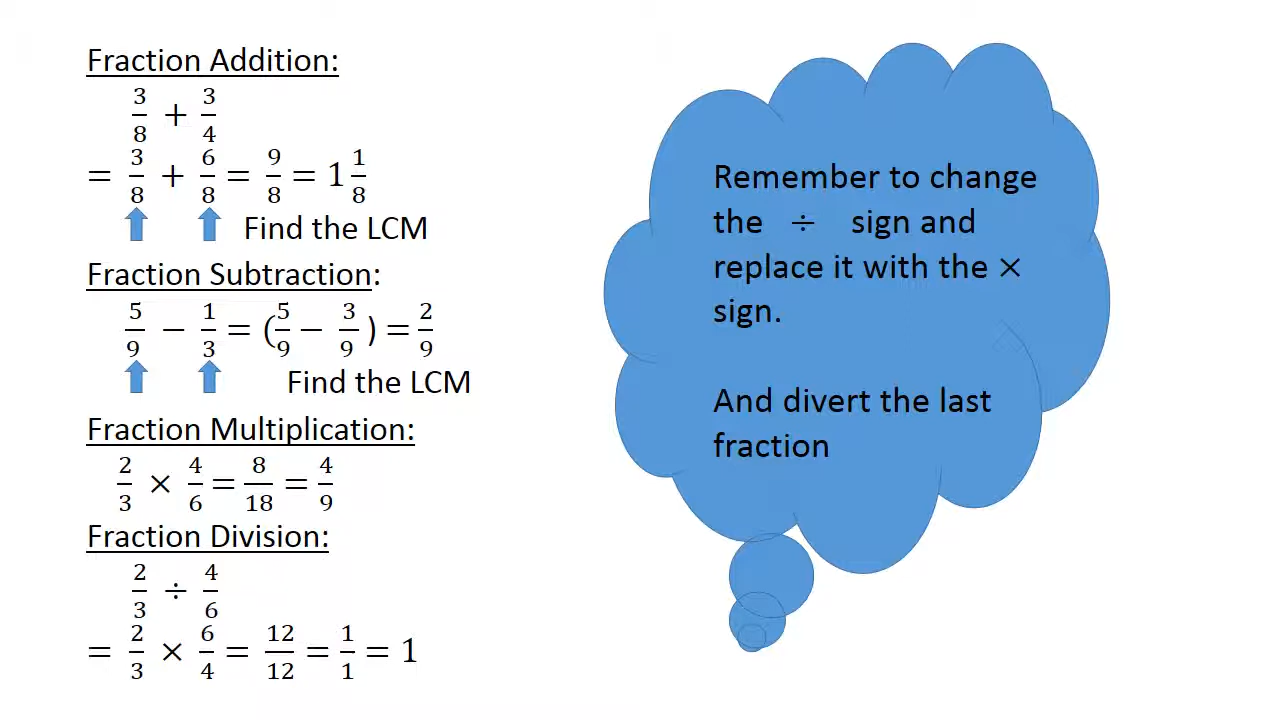 Fraction Addition:
3/8 + 3/4
= 3/8 + 6/8 = 9/8 = 1 1/8
Find the LCM
Fraction Subtraction:
5/9 − 1/3 = (5/9 − 3/9) = 2/9
Find the LCM
Fraction Multiplication:
2/3 × 4/6 = 8/18 = 4/9
Fraction Division:
2/3 ÷ 4/6
= 2/3 × 6/4 = 12/12 = 1/1 = 1
Remember to change
the ÷ sign and
replace it with the ×
sign.
And divert the last
fraction